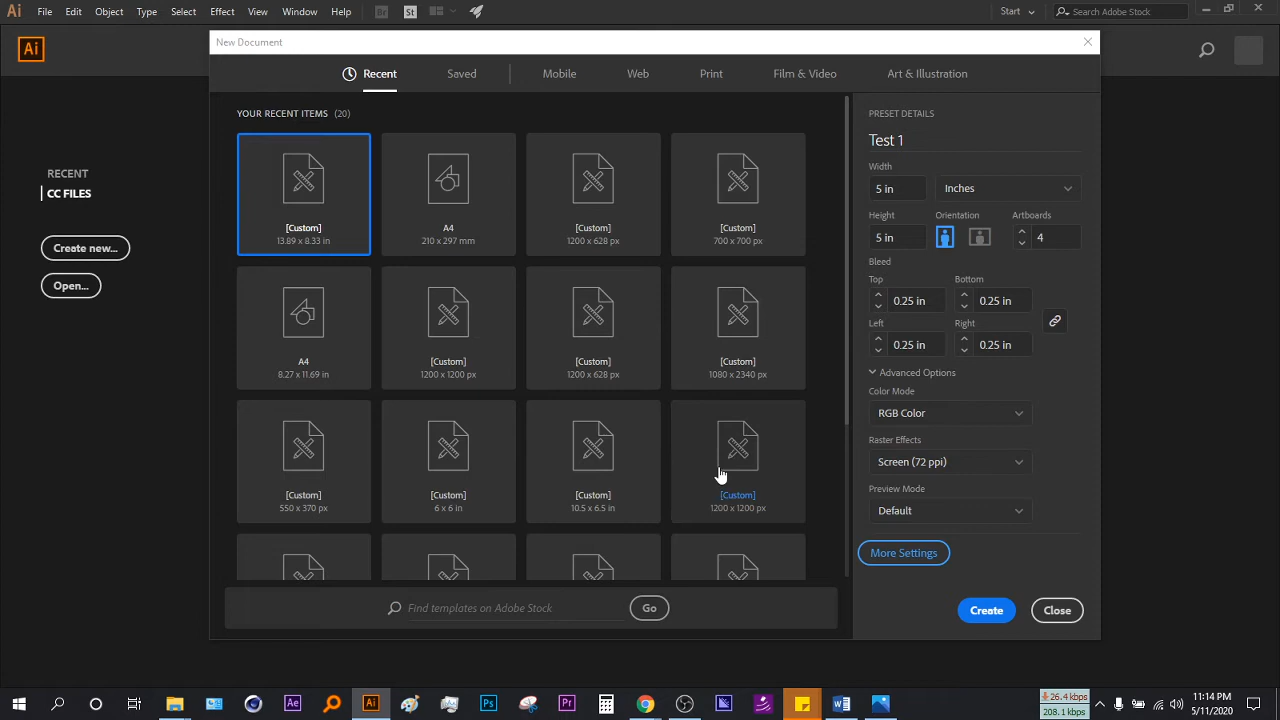 Ai File Edit Object Type Select Effect View Window Help Br St Start Search Adobe Stock
Ai
New Document
Recent Saved Mobile Web Print Film & Video Art & Illustration
RECENT
CC FILES
Create new...
Open...
YOUR RECENT ITEMS (20)
[Custom] A4 [Custom] [Custom]
13.89 x 8.33 in 210 x 297 mm 1200 x 628 px 700 x 700 px
A4 [Custom] [Custom] [Custom]
8.27 x 11.69 in 1200 x 1200 px 1200 x 628 px 1080 x 2340 px
[Custom] [Custom] [Custom] [Custom]
550 x 370 px 6 x 6 in 10.5 x 6.5 in 1200 x 1200 px
Find templates on Adobe Stock Go
PRESET DETAILS
Test 1
Width
5 in Inches
Height Orientation Artboards
5 in 4
Bleed
Top Bottom
0.25 in 0.25 in
Left Right
0.25 in 0.25 in
Advanced Options
Color Mode
RGB Color
Raster Effects
Screen (72 ppi)
Preview Mode
Default
More Settings
Create Close
Ae Ai Ps Pr 26.4 kbps 11:14 PM
208.1 kbps 5/11/2020